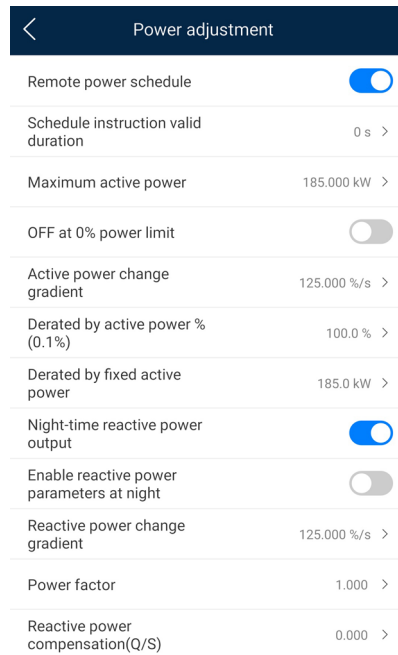 Power adjustment
Remote power schedule
Schedule instruction valid
duration
0 s
Maximum active power
185.000 kW
OFF at 0% power limit
Active power change
gradient
125.000 %/s
Derated by active power %
(0.1%)
100.0 %
Derated by fixed active
power
185.0 kW
Night-time reactive power
output
Enable reactive power
parameters at night
Reactive power change
gradient
125.000 %/s
Power factor
1.000
Reactive power
compensation(Q/S)
0.000